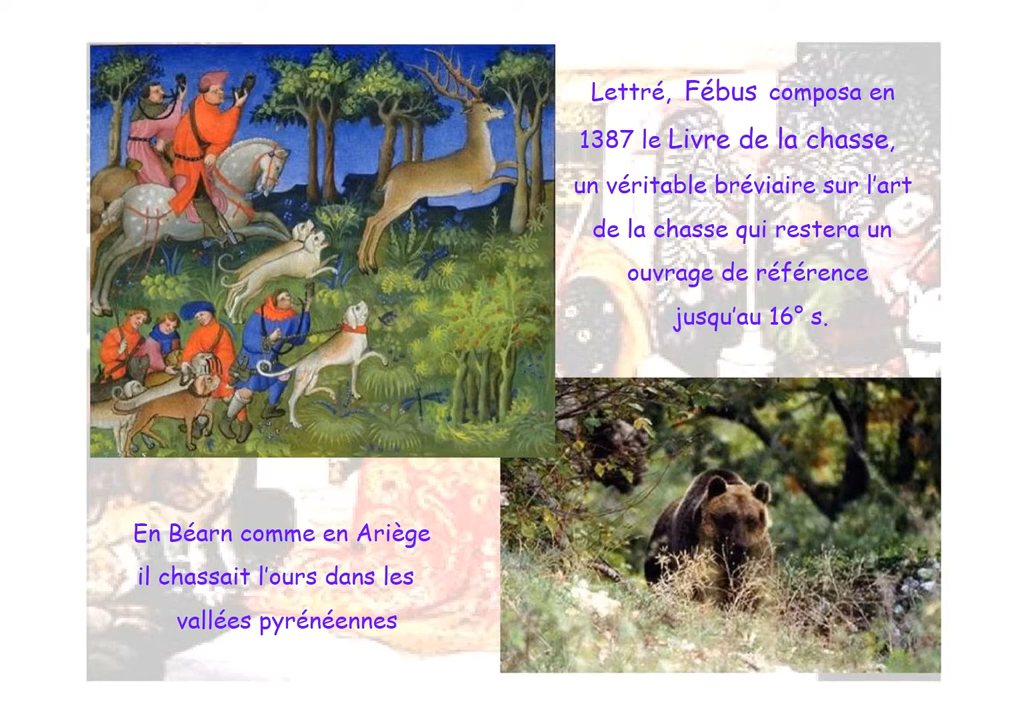 Lettré, Fébus composa en
1387 le Livre de la chasse,
un véritable bréviaire sur l'art
de la chasse qui restera un
ouvrage de référence
jusqu'au 16° s.
En Béarn comme en Ariège
il chassait l'ours dans les
vallées pyrénéennes